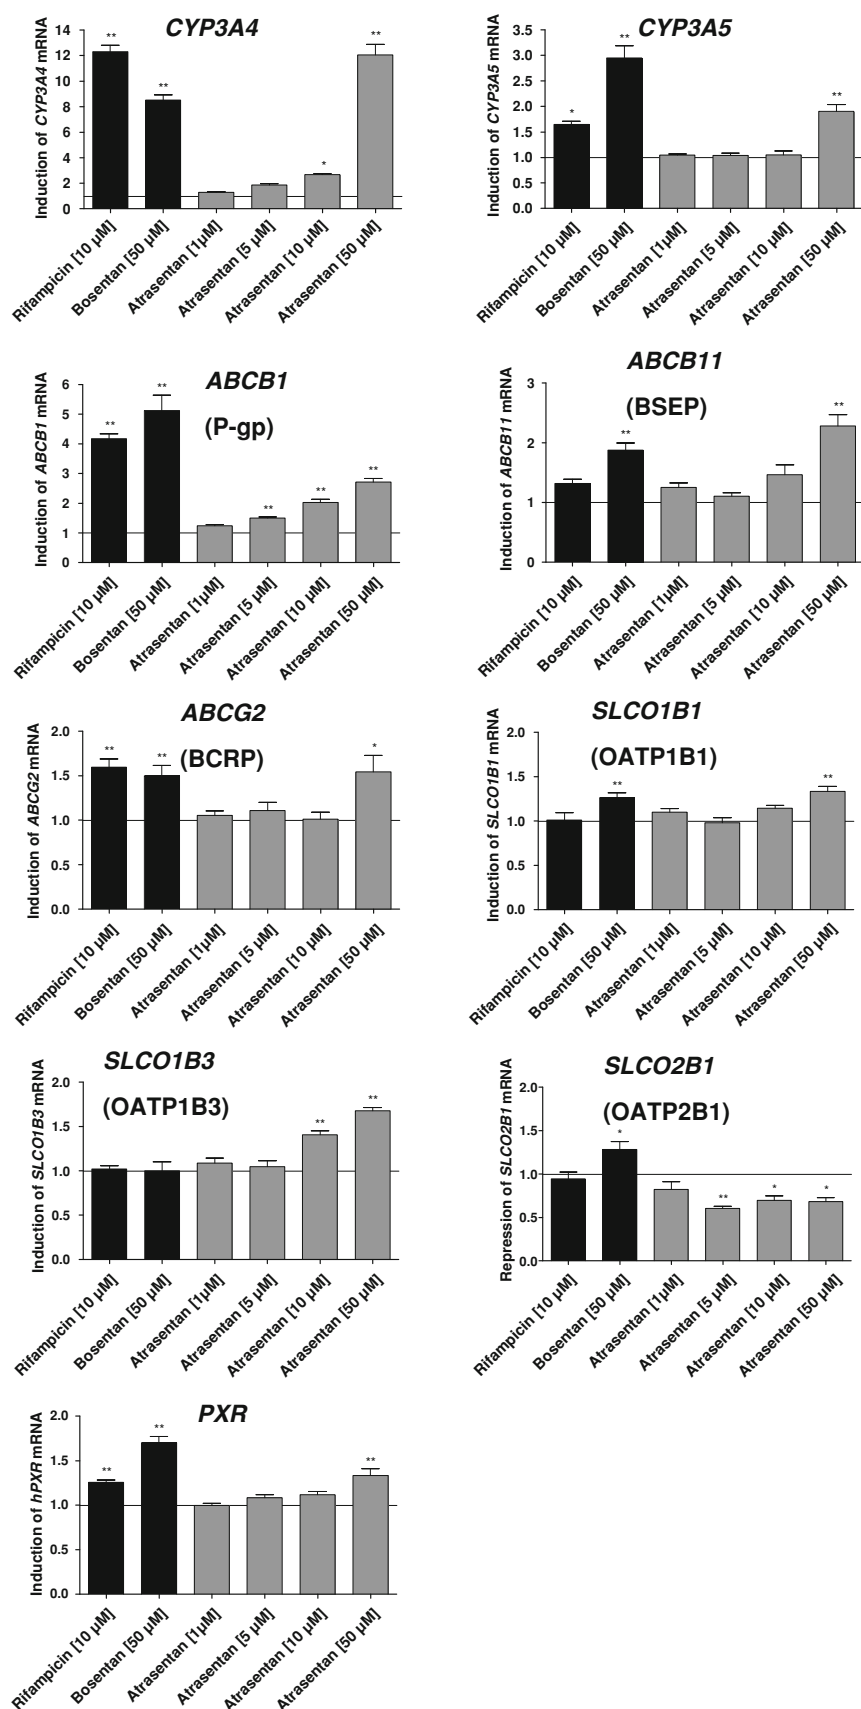 CYP3A4
Induction of CYP3A4 mRNA
14
12
10
8
6
4
2
0
**
**
*
**
Rifampicin [10 µM]
Bosentan [50 µM]
Atrasentan [1µM]
Atrasentan [5 µM]
Atrasentan [10 µM]
Atrasentan [50 µM]
CYP3A5
Induction of CYP3A5 mRNA
3.5
3.0
2.5
2.0
1.5
1.0
0.5
0.0
*
**
**
Rifampicin [10 µM]
Bosentan [50 µM]
Atrasentan [1µM]
Atrasentan [5 µM]
Atrasentan [10 µM]
Atrasentan [50 µM]
ABCB1
(P-gp)
Induction of ABCB1 mRNA
6
5
4
3
2
1
0
**
**
**
**
**
Rifampicin [10 µM]
Bosentan [50 µM]
Atrasentan [1µM]
Atrasentan [5 µM]
Atrasentan [10 µM]
Atrasentan [50 µM]
ABCB11
(BSEP)
Induction of ABCB11 mRNA
3
2
1
0
**
**
Rifampicin [10 µM]
Bosentan [50 µM]
Atrasentan [1µM]
Atrasentan [5 µM]
Atrasentan [10 µM]
Atrasentan [50 µM]
ABCG2
(BCRP)
Induction of ABCG2 mRNA
2.0
1.5
1.0
0.5
0.0
**
**
*
Rifampicin [10 µM]
Bosentan [50 µM]
Atrasentan [1µM]
Atrasentan [5 µM]
Atrasentan [10 µM]
Atrasentan [50 µM]
SLCO1B1
(OATP1B1)
Induction of SLCO1B1 mRNA
2.0
1.5
1.0
0.5
0.0
**
**
Rifampicin [10 µM]
Bosentan [50 µM]
Atrasentan [1µM]
Atrasentan [5 µM]
Atrasentan [10 µM]
Atrasentan [50 µM]
SLCO1B3
(OATP1B3)
Induction of SLCO1B3 mRNA
2.0
1.5
1.0
0.5
0.0
**
**
Rifampicin [10 µM]
Bosentan [50 µM]
Atrasentan [1µM]
Atrasentan [5 µM]
Atrasentan [10 µM]
Atrasentan [50 µM]
SLCO2B1
(OATP2B1)
Repression of SLCO2B1 mRNA
2.0
1.5
1.0
0.5
0.0
*
**
*
*
Rifampicin [10 µM]
Bosentan [50 µM]
Atrasentan [1µM]
Atrasentan [5 µM]
Atrasentan [10 µM]
Atrasentan [50 µM]
PXR
Induction of hPXR mRNA
2.0
1.5
1.0
0.5
0.0
**
**
**
Rifampicin [10 µM]
Bosentan [50 µM]
Atrasentan [1µM]
Atrasentan [5 µM]
Atrasentan [10 µM]
Atrasentan [50 µM]